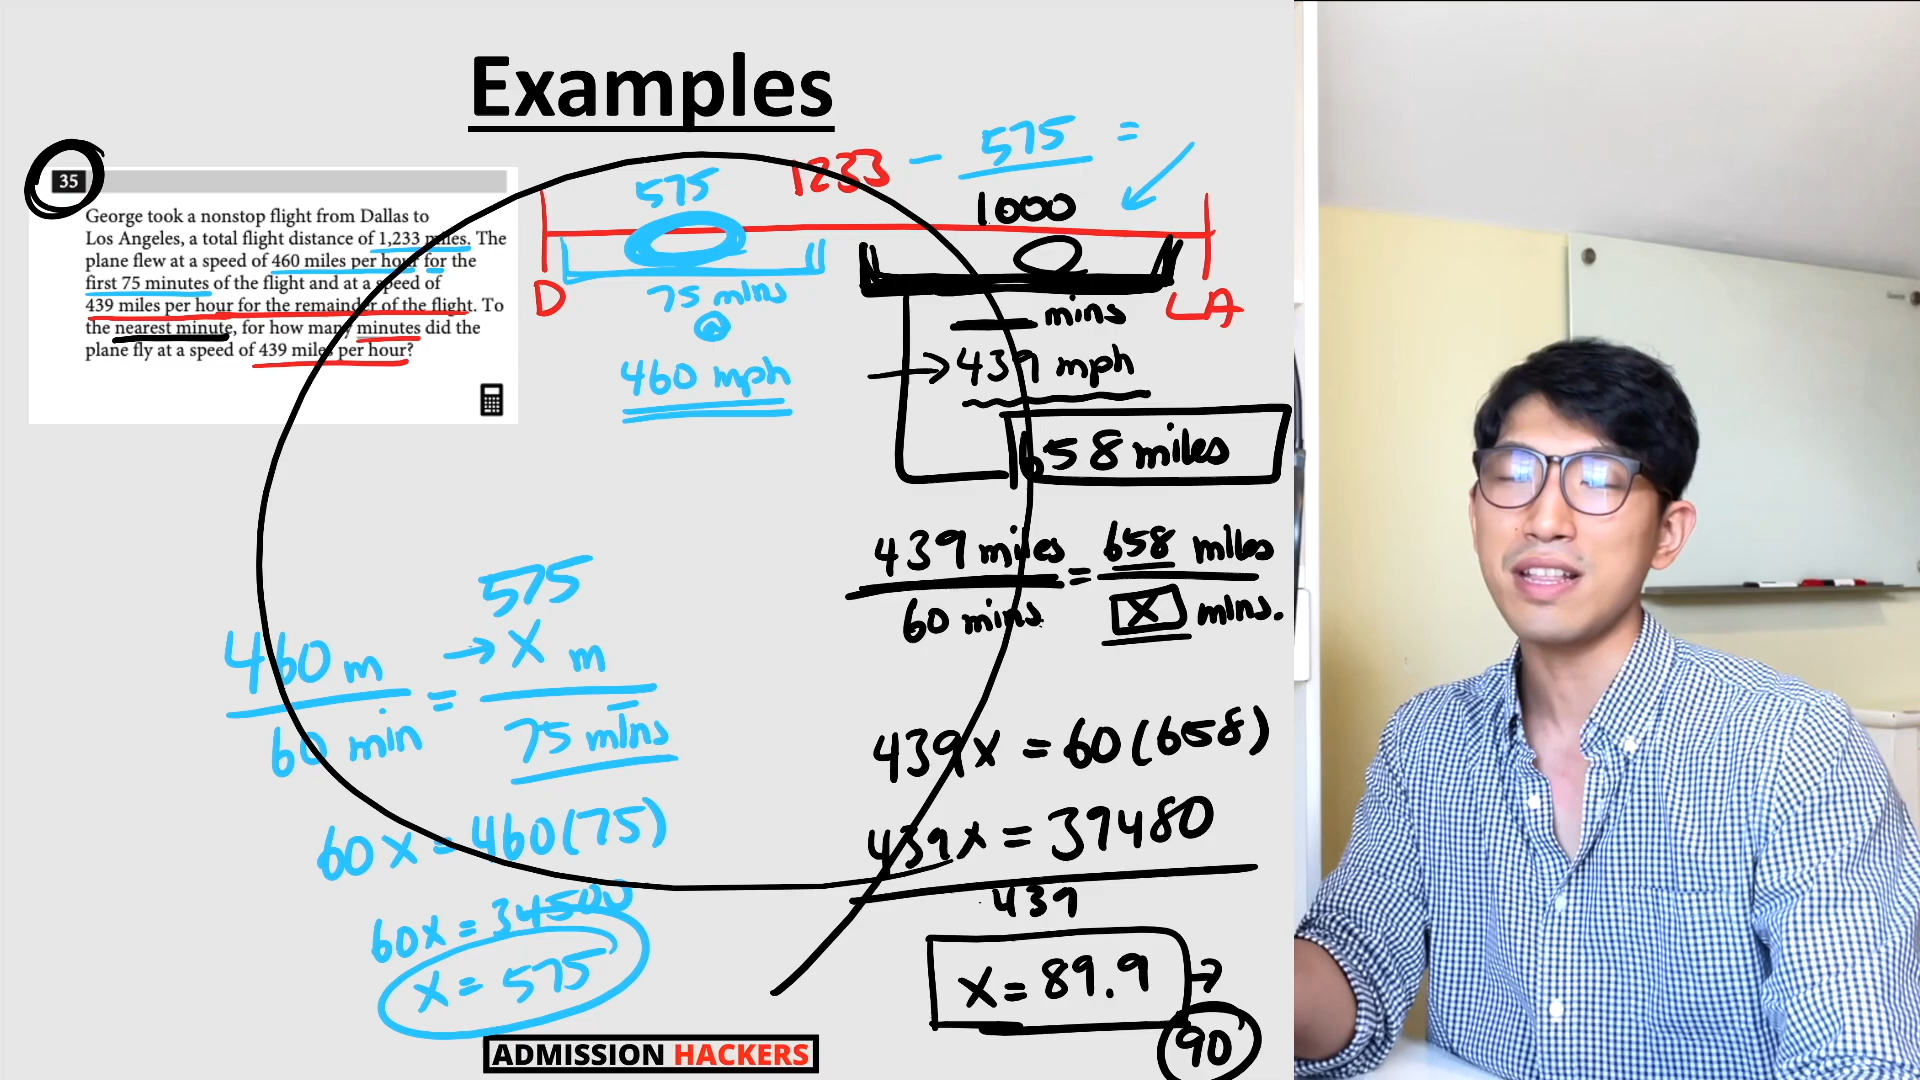 Examples
35
George took a nonstop flight from Dallas to
Los Angeles, a total flight distance of 1,233 miles. The
plane flew at a speed of 460 miles per hour for the
first 75 minutes of the flight and at a speed of
439 miles per hour for the remainder of the flight. To
the nearest minute, for how many minutes did the
plane fly at a speed of 439 miles per hour?
1233 - 575 =
575
1000
D
LA
75 mins
@
460 mph
mins
→439 mph
658 miles
439 miles = 658 miles
60 mins. X mins.
439x = 60(658)
439x = 39480
439
x = 89.9 →
90
575
460 m = → X m
60 min 75 mins
60x = 460(75)
60x = 34500
x = 575
ADMISSION HACKERS